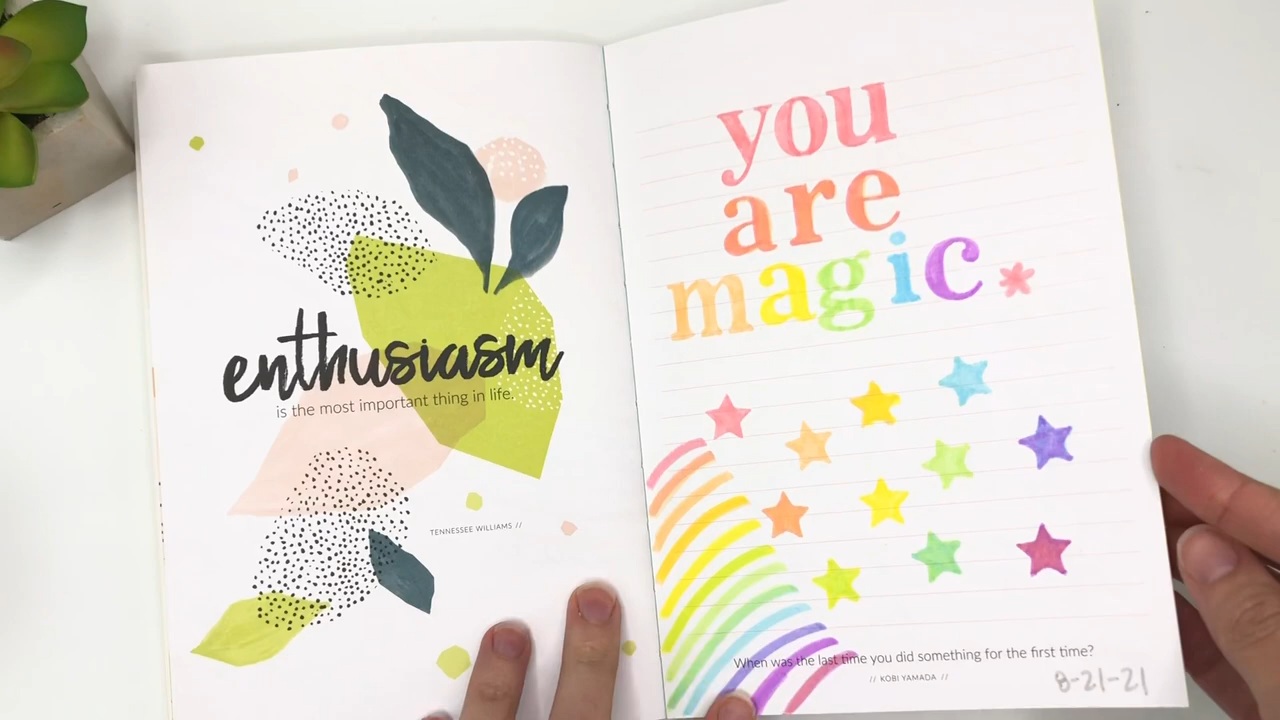 enthusiasm
is the most important thing in life.
TENNESSEE WILLIAMS //
you
are
magic
When was the last time you did something for the first time?
// KOBI YAMADA //
8-21-21